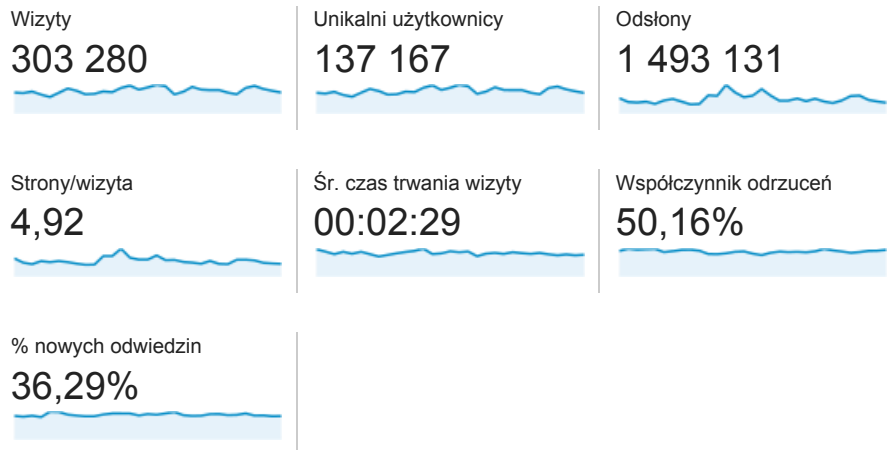 Wizyty
303 280
Unikalni użytkownicy
137 167
Odsłony
1 493 131
Strony/wizyta
4,92
Śr. czas trwania wizyty
00:02:29
Współczynnik odrzuceń
50,16%
% nowych odwiedzin
36,29%